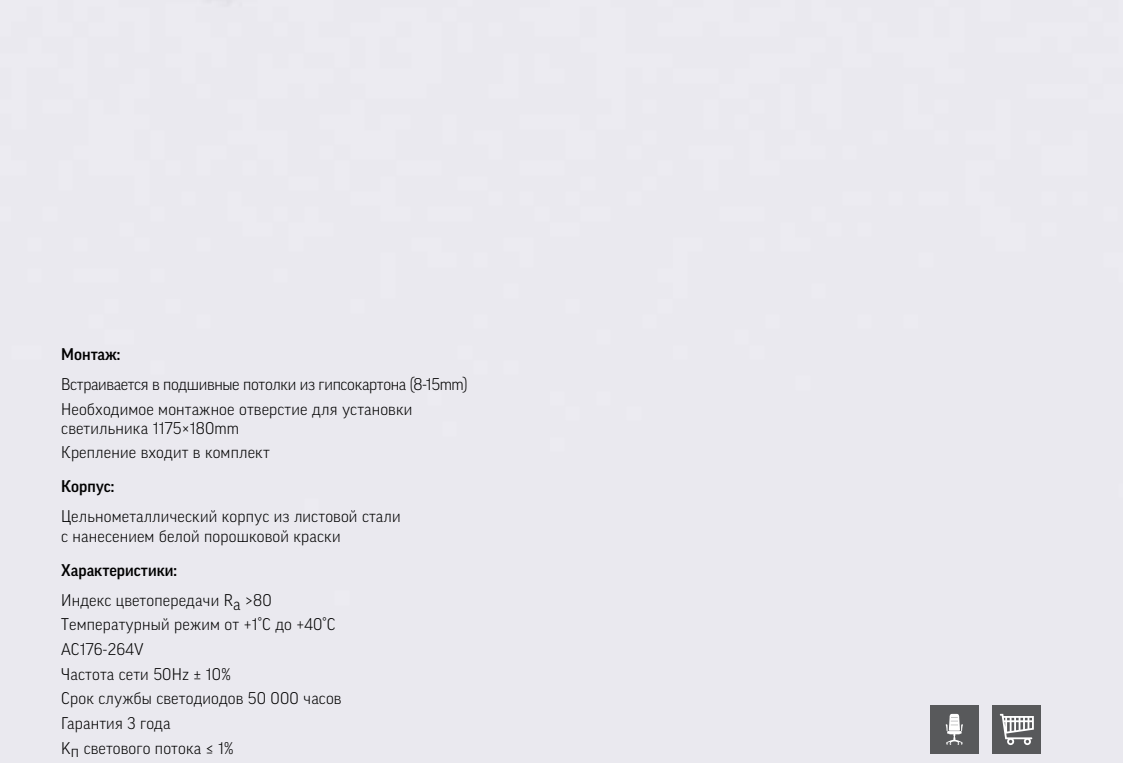 Монтаж:
Встраивается в подшивные потолки из гипсокартона (8-15mm)
Необходимое монтажное отверстие для установки
светильника 1175×180mm
Крепление входит в комплект
Корпус:
Цельнометаллический корпус из листовой стали
с нанесением белой порошковой краски
Характеристики:
Индекс цветопередачи Ra >80
Температурный режим от +1˚C до +40˚C
AC176-264V
Частота сети 50Hz ± 10%
Срок службы светодиодов 50 000 часов
Гарантия 3 года
Кп светового потока ≤ 1%